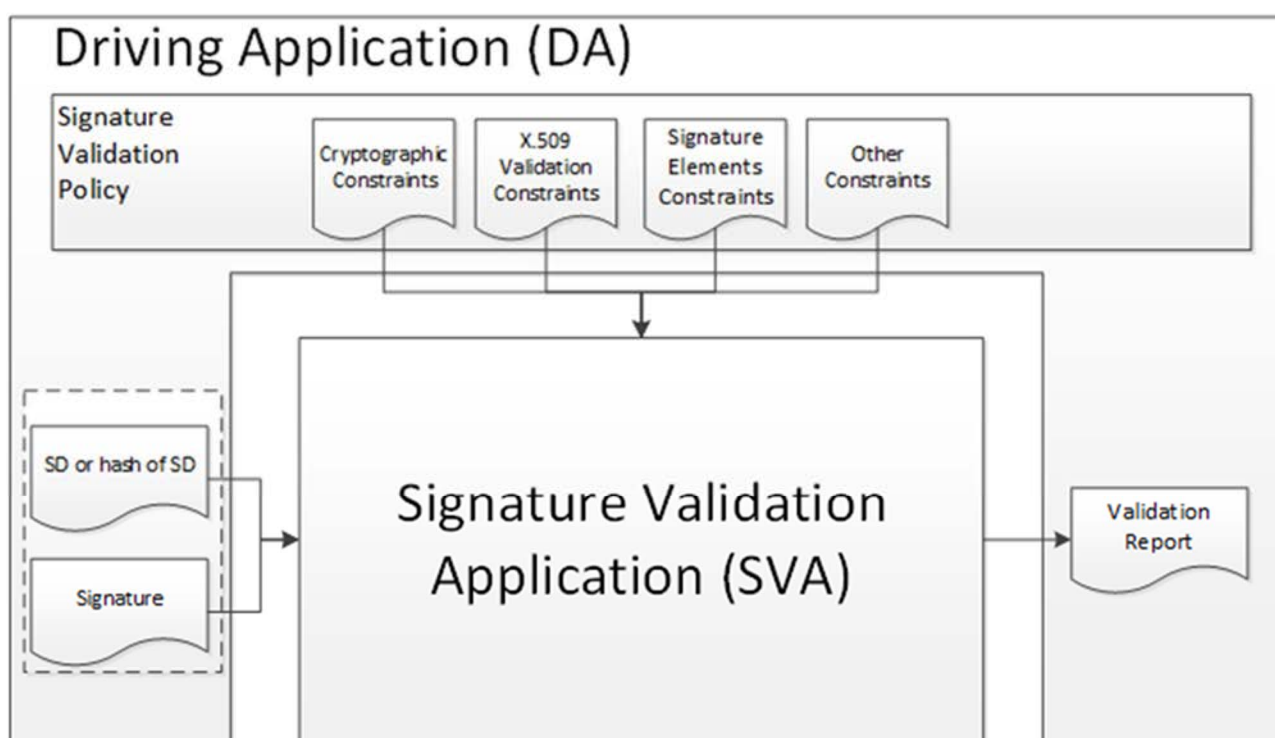 Driving Application (DA)
Signature
Validation
Policy
Cryptographic
Constraints
X.509
Validation
Constraints
Signature
Elements
Constraints
Other
Constraints
SD or hash of SD
Signature
Signature Validation
Application (SVA)
Validation
Report